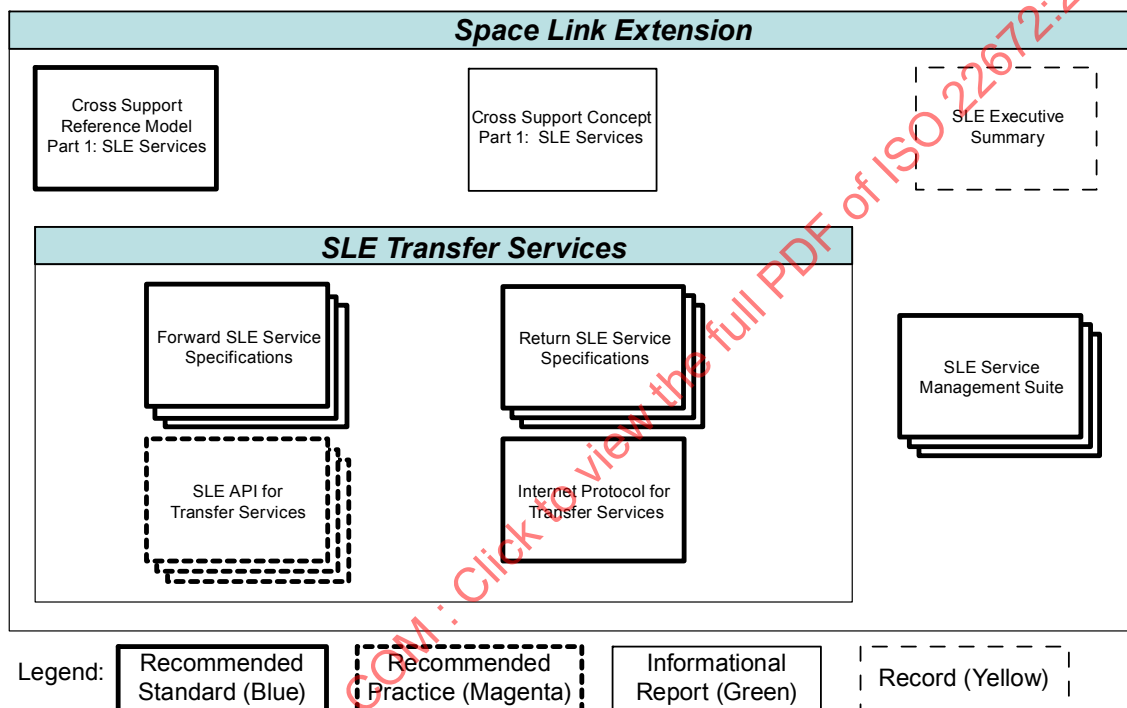 Space Link Extension
Cross Support
Reference Model
Part 1: SLE Services
Cross Support Concept
Part 1: SLE Services
SLE Executive
Summary
SLE Transfer Services
Forward SLE Service
Specifications
Return SLE Service
Specifications
SLE Service
Management Suite
SLE API for
Transfer Services
Internet Protocol for
Transfer Services
Legend:
Recommended
Standard (Blue)
Recommended
Practice (Magenta)
Informational
Report (Green)
Record (Yellow)
COM : Click to view the full PDF of ISO 22672:2